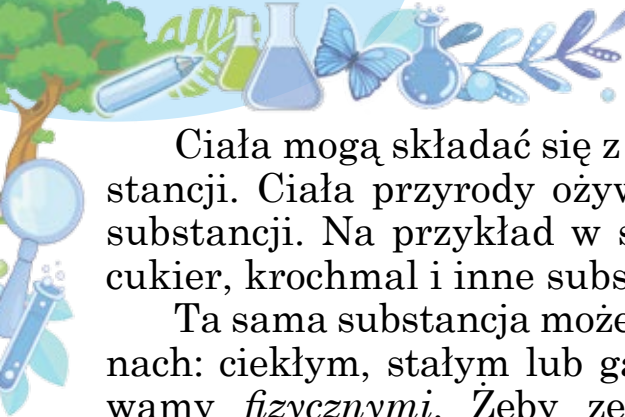 Ciała mogą składać się z
stancji. Ciała przyrody ożyw
substancji. Na przykład w s
cukier, krochmal i inne subs
Ta sama substancja może
nach: ciekłym, stałym lub ga
wamy fizycznymi. Żeby ze